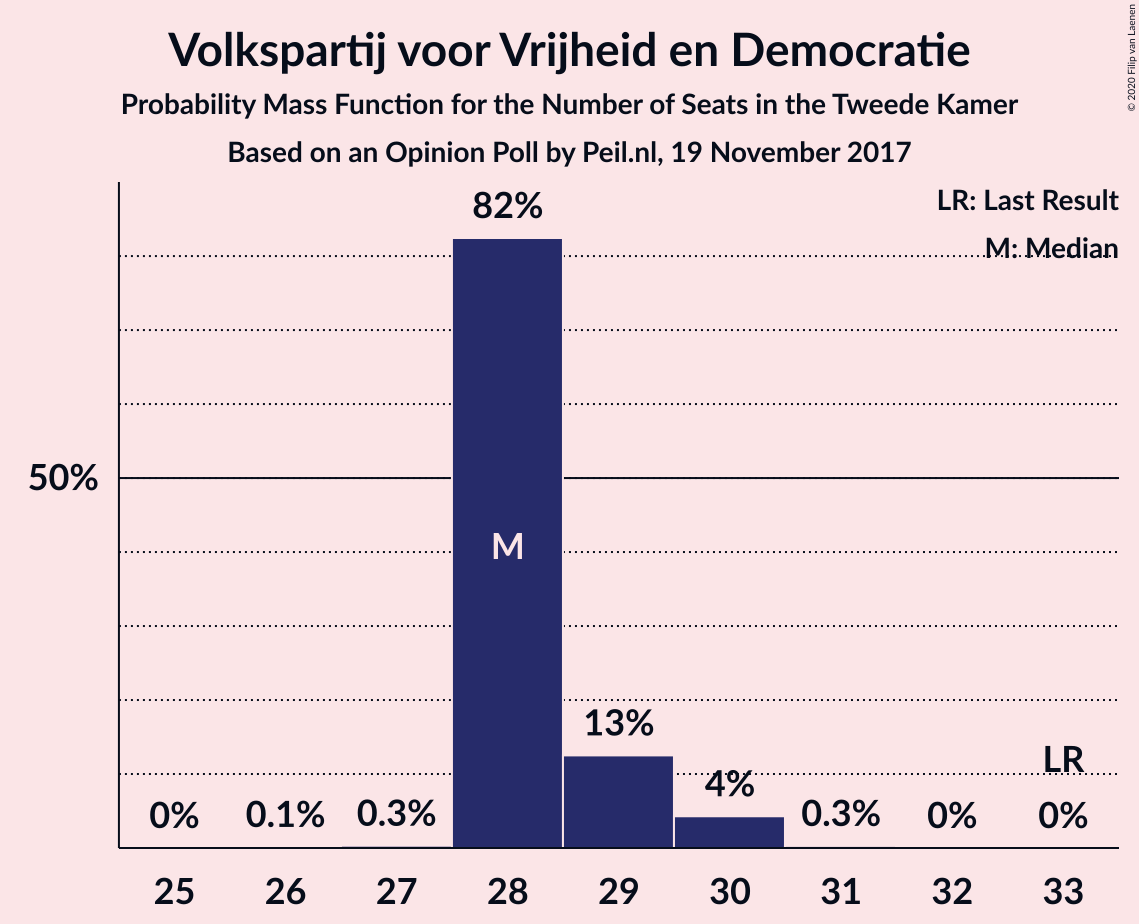 Volkspartij voor Vrijheid en Democratie
Probability Mass Function for the Number of Seats in the Tweede Kamer
Based on an Opinion Poll by Peil.nl, 19 November 2017
© 2020 Filip van Laenen
LR: Last Result
M: Median
82%
50%
M
13%
LR
4%
0% 0.1% 0.3% 0.3% 0% 0%
25 26 27 28 29 30 31 32 33